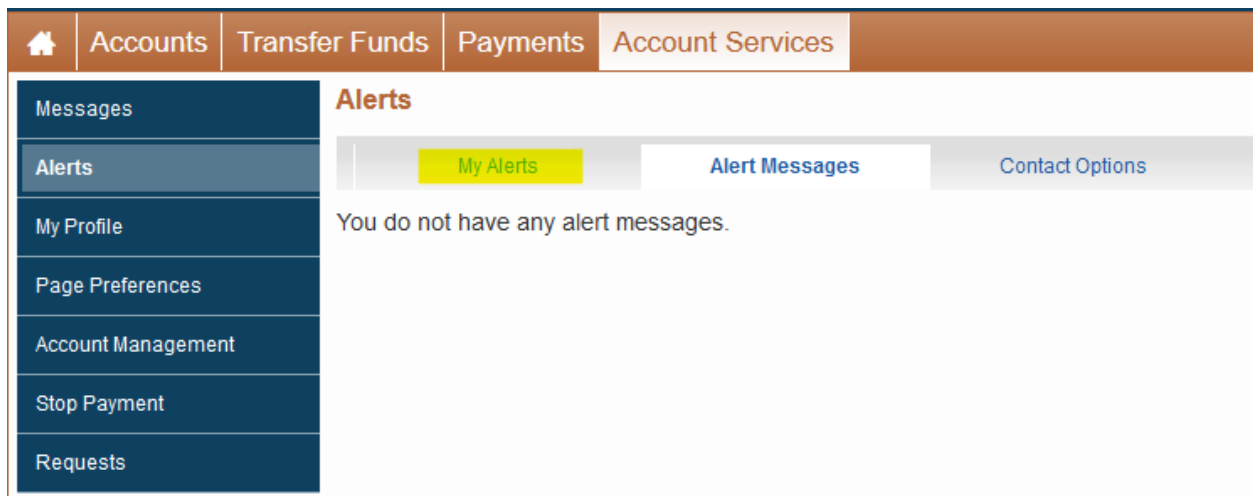 Accounts Transfer Funds Payments Account Services
Messages
Alerts
My Profile
Page Preferences
Account Management
Stop Payment
Requests
Alerts
My Alerts Alert Messages Contact Options
You do not have any alert messages.